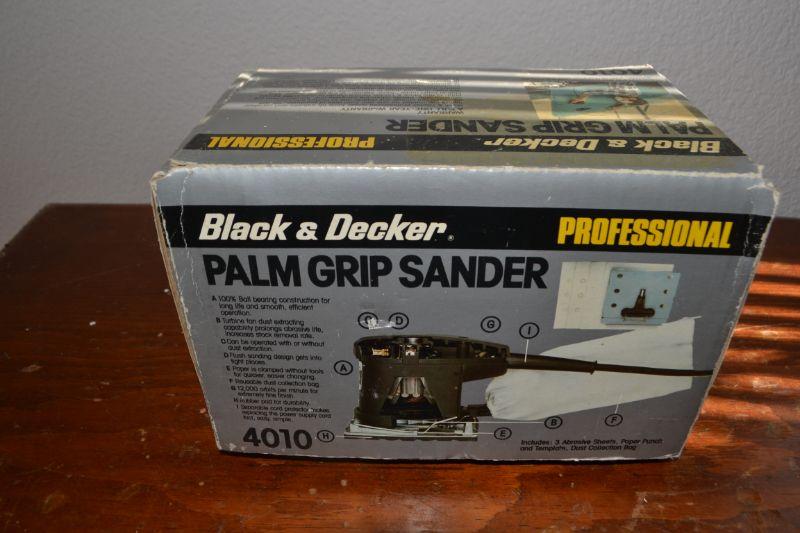 4010
WARRANTY
PALM GRIP SANDER
Black & Decker
PROFESSIONAL
Black & Decker®
PROFESSIONAL
PALM GRIP SANDER
A 100% Ball bearing construction for
long life and smooth, efficient
operation.
B Turbine fan dust extracting
capability prolongs abrasive life,
increases stock removal rate.
C Can be operated with or without
dust extraction.
D Flush sanding design gets into
tight places.
E Paper is clamped without tools
for quicker, easier changing.
F Reusable dust collection bag.
G 12,000 orbits per minute for
extremely fine finish.
H Rubber pad for durability.
I Separable cord protector makes
replacing the power supply cord
fast, easy, simple.
4010
C D G I
A
H E B F
Includes: 3 Abrasive Sheets, Paper Punch
and Template, Dust Collection Bag